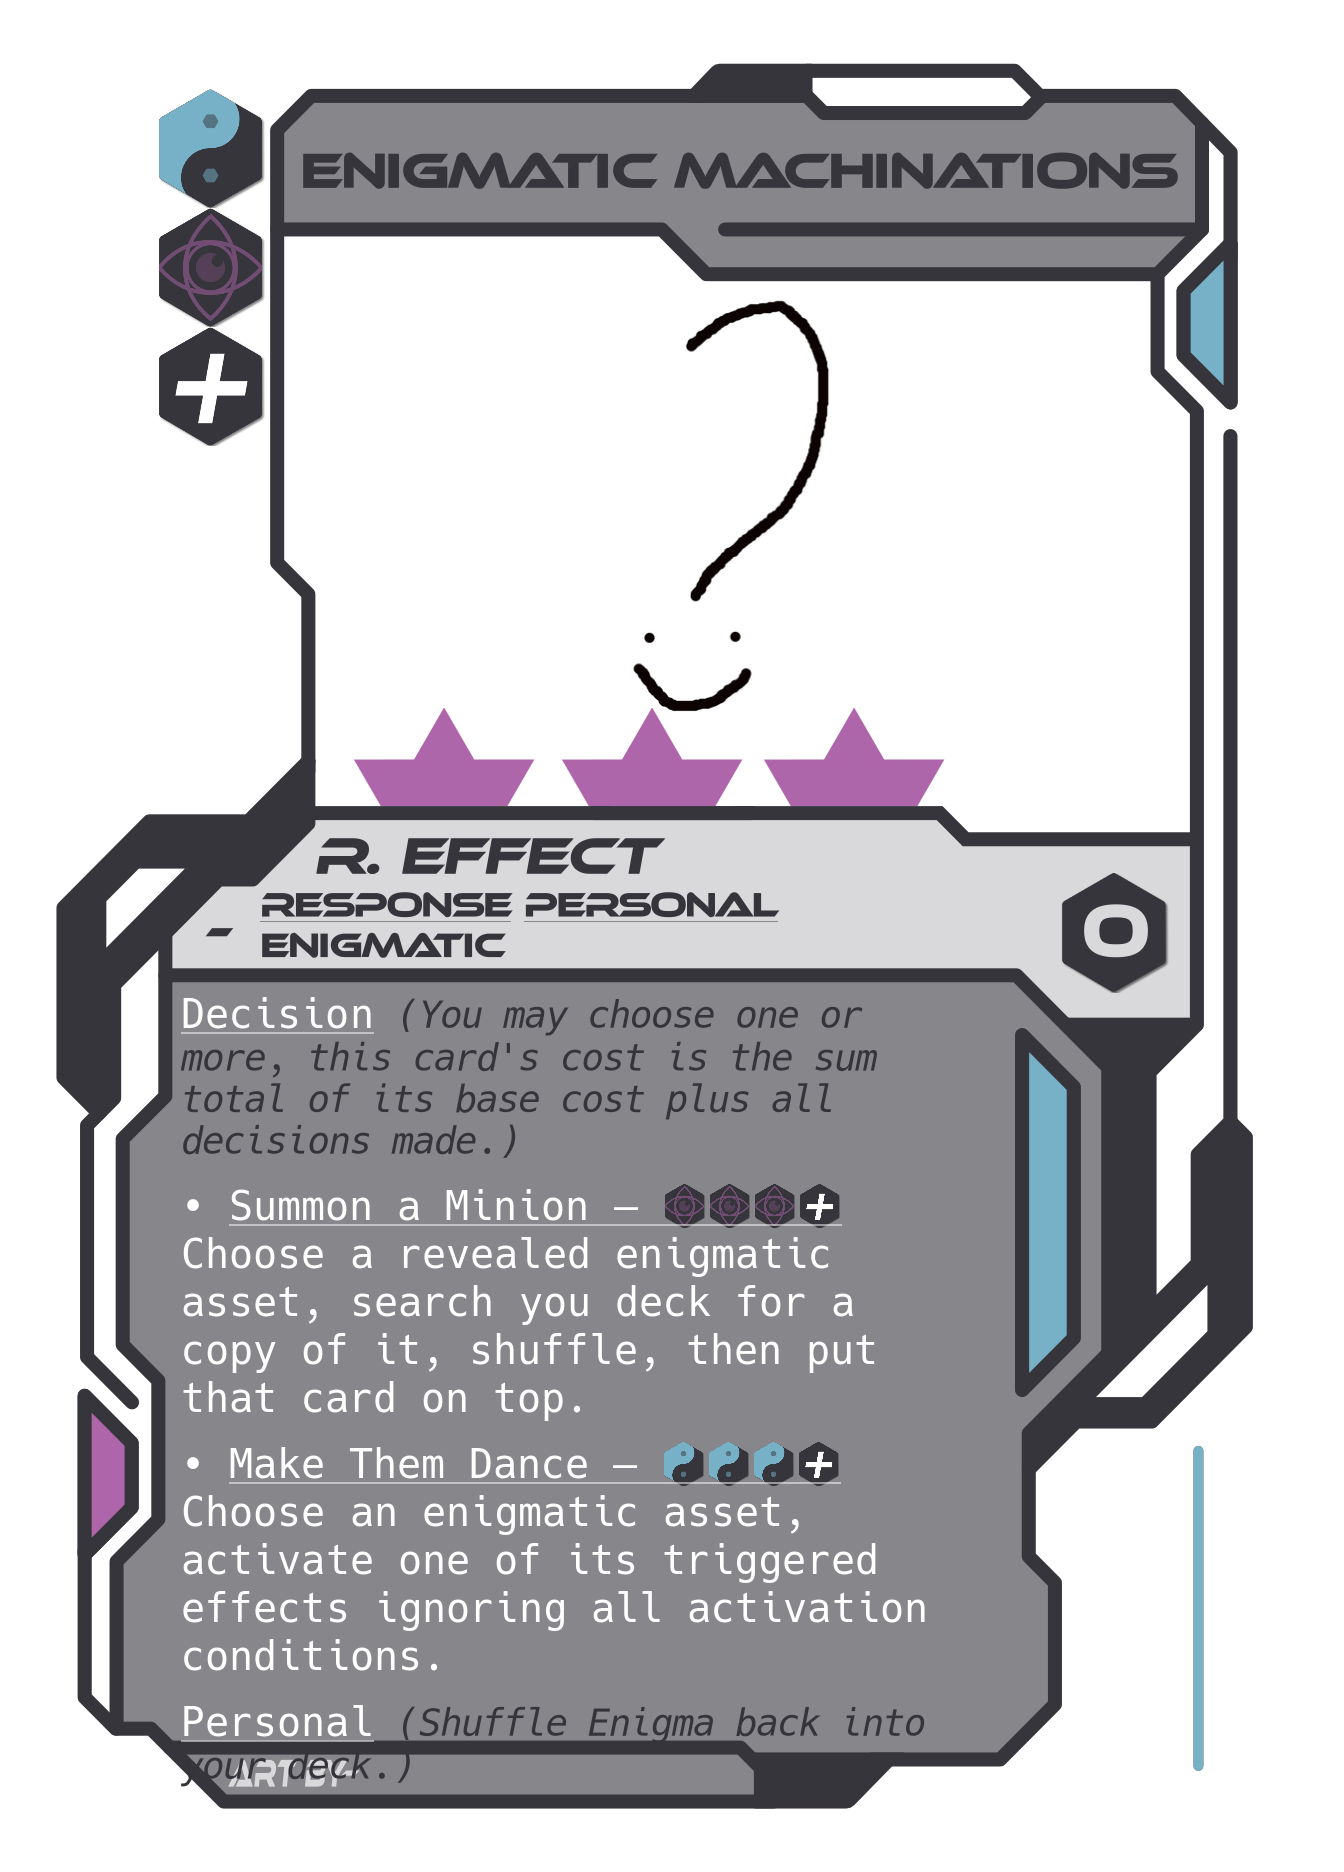 ENIGMATIC MACHINATIONS
R. EFFECT
- RESPONSE PERSONAL
ENIGMATIC
0
Decision (You may choose one or
more, this card's cost is the sum
total of its base cost plus all
decisions made.)
• Summon a Minion –
Choose a revealed enigmatic
asset, search you deck for a
copy of it, shuffle, then put
that card on top.
• Make Them Dance –
Choose an enigmatic asset,
activate one of its triggered
effects ignoring all activation
conditions.
Personal (Shuffle Enigma back into
your deck.)
ART BY